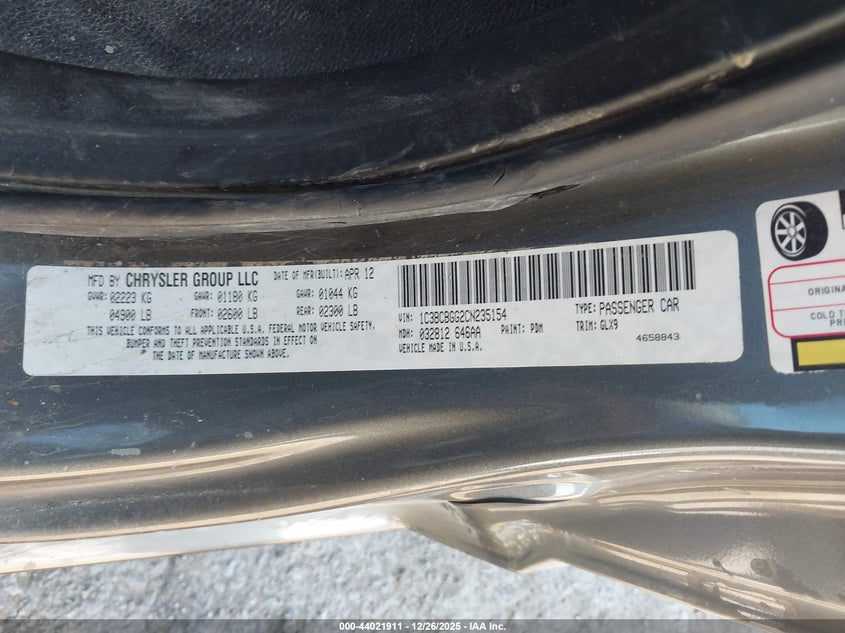 MFD BY CHRYSLER GROUP LLC DATE OF MFR(BUILT): APR 12
GVWR: 02223 KG GAWR: 01180 KG GAWR: 01044 KG
04900 LB FRONT: 02600 LB REAR: 02300 LB
THIS VEHICLE CONFORMS TO ALL APPLICABLE U.S.A. FEDERAL MOTOR VEHICLE SAFETY,
BUMPER AND THEFT PREVENTION STANDARDS IN EFFECT ON
THE DATE OF MANUFACTURE SHOWN ABOVE.
VIN: 1C3BCBGG2CN235154 TYPE: PASSENGER CAR
MDH: 032812 646AA PAINT: PDM TRIM: GLX9
VEHICLE MADE IN U.S.A. 4658843
ORIGINA
COLD T
PR
000-44021911 - 12/26/2025 - IAA Inc.